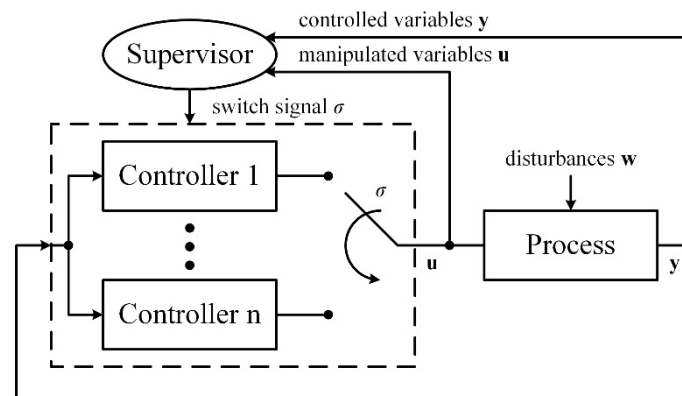 controlled variables y
Supervisor
manipulated variables u
switch signal σ
Controller 1
σ
disturbances w
Process
u
y
Controller n